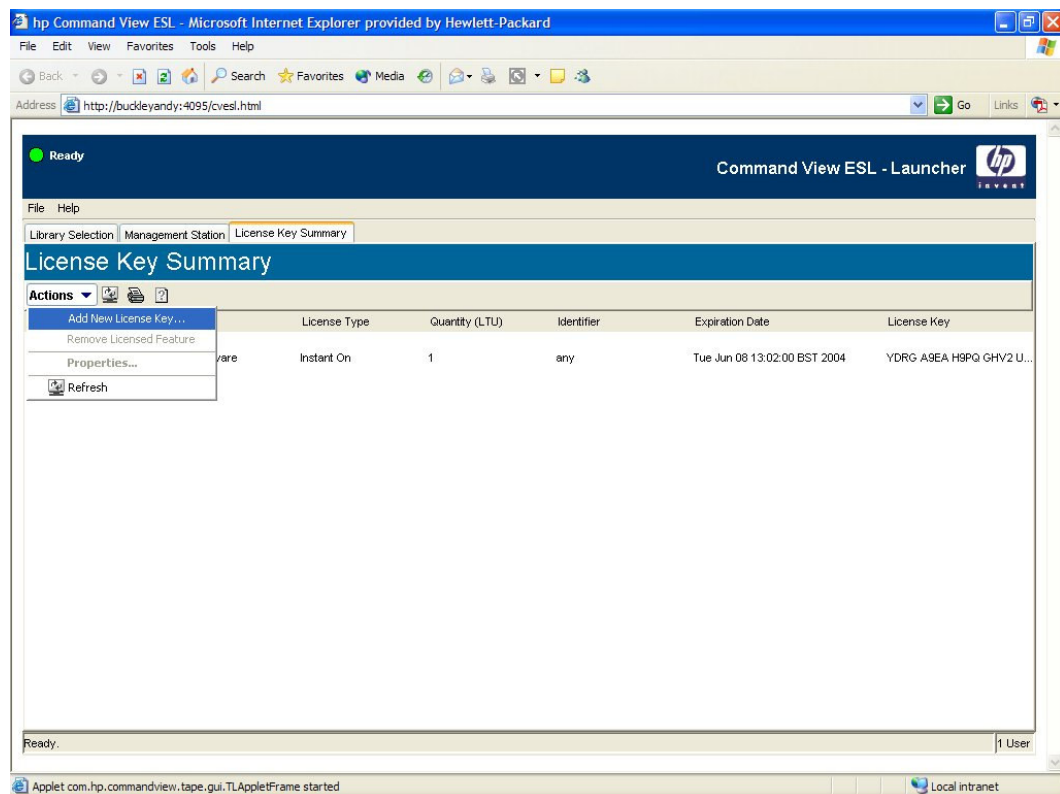 hp Command View ESL - Microsoft Internet Explorer provided by Hewlett-Packard
File Edit View Favorites Tools Help
Back Search Favorites Media
Address http://buckleyandy:4095/cvesl.html Go Links
Ready
Command View ESL - Launcher
hp
invent
File Help
Library Selection Management Station License Key Summary
License Key Summary
Actions
Add New License Key...
Remove Licensed Feature
Properties...
Refresh
License Type Quantity (LTU) Identifier Expiration Date License Key
vare Instant On 1 any Tue Jun 08 13:02:00 BST 2004 YDRG A9EA H9PQ GHV2 U...
Ready. 1 User
Applet com.hp.commandview.tape.gui.TLAppletFrame started Local intranet